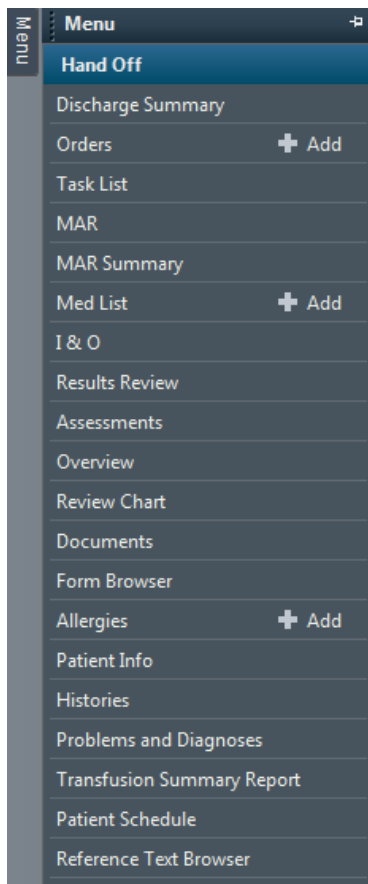 Menu
Menu
Hand Off
Discharge Summary
Orders Add
Task List
MAR
MAR Summary
Med List Add
I & O
Results Review
Assessments
Overview
Review Chart
Documents
Form Browser
Allergies Add
Patient Info
Histories
Problems and Diagnoses
Transfusion Summary Report
Patient Schedule
Reference Text Browser